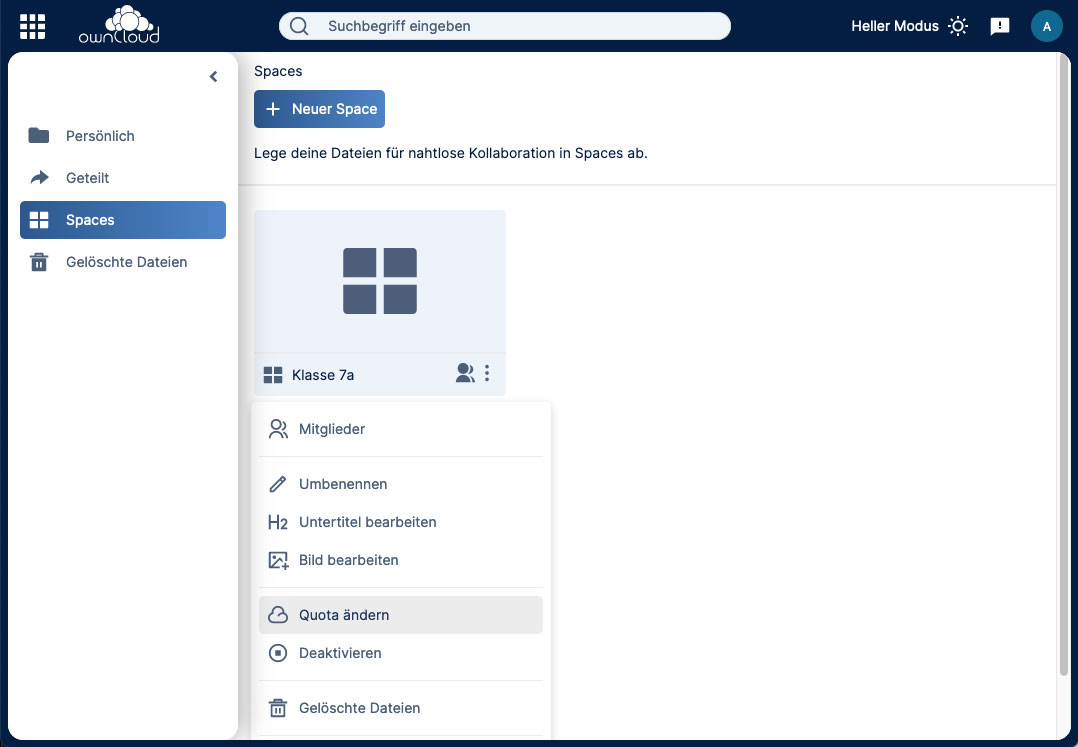 ownCloud
Suchbegriff eingeben
Heller Modus
A
Persönlich
Geteilt
Spaces
Gelöschte Dateien
Spaces
Neuer Space
Lege deine Dateien für nahtlose Kollaboration in Spaces ab.
Klasse 7a
Mitglieder
Umbenennen
H2 Untertitel bearbeiten
Bild bearbeiten
Quota ändern
Deaktivieren
Gelöschte Dateien